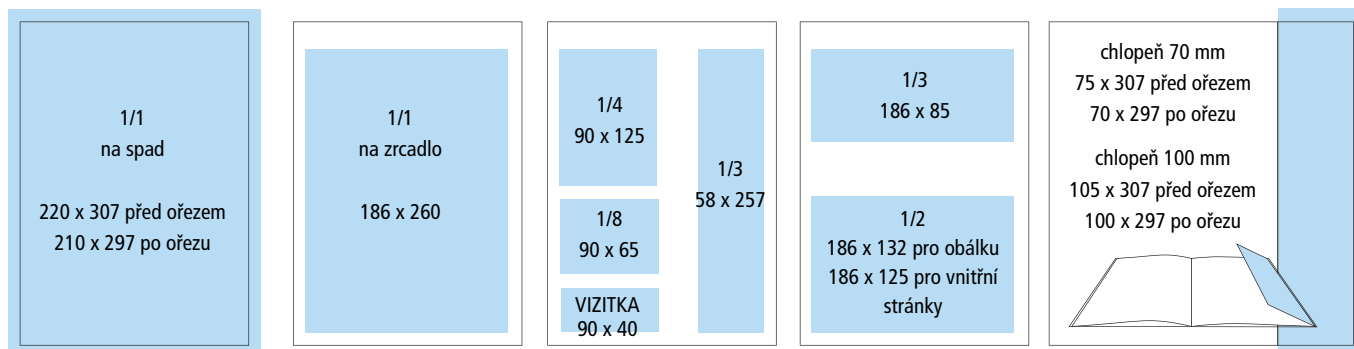 1/1
na spad
220 x 307 před ořezem
210 x 297 po ořezu
1/1
na zrcadlo
186 x 260
1/4
90 x 125
1/8
90 x 65
VIZITKA
90 x 40
1/3
58 x 257
1/3
186 x 85
1/2
186 x 132 pro obálku
186 x 125 pro vnitřní
stránky
chlopeň 70 mm
75 x 307 před ořezem
70 x 297 po ořezu
chlopeň 100 mm
105 x 307 před ořezem
100 x 297 po ořezu